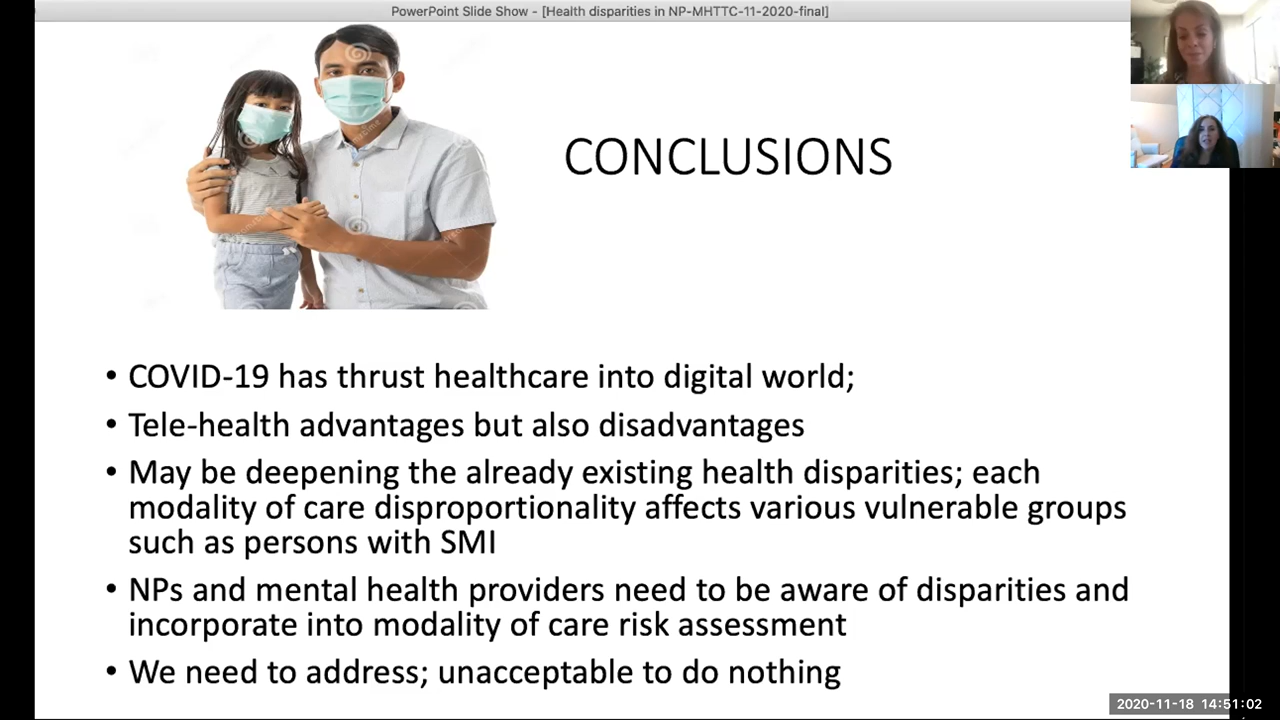 PowerPoint Slide Show - [Health disparities in NP-MHTTC-11-2020-final]
CONCLUSIONS
• COVID-19 has thrust healthcare into digital world;
• Tele-health advantages but also disadvantages
• May be deepening the already existing health disparities; each
modality of care disproportionality affects various vulnerable groups
such as persons with SMI
• NPs and mental health providers need to be aware of disparities and
incorporate into modality of care risk assessment
• We need to address; unacceptable to do nothing
2020-11-18 14:51:02